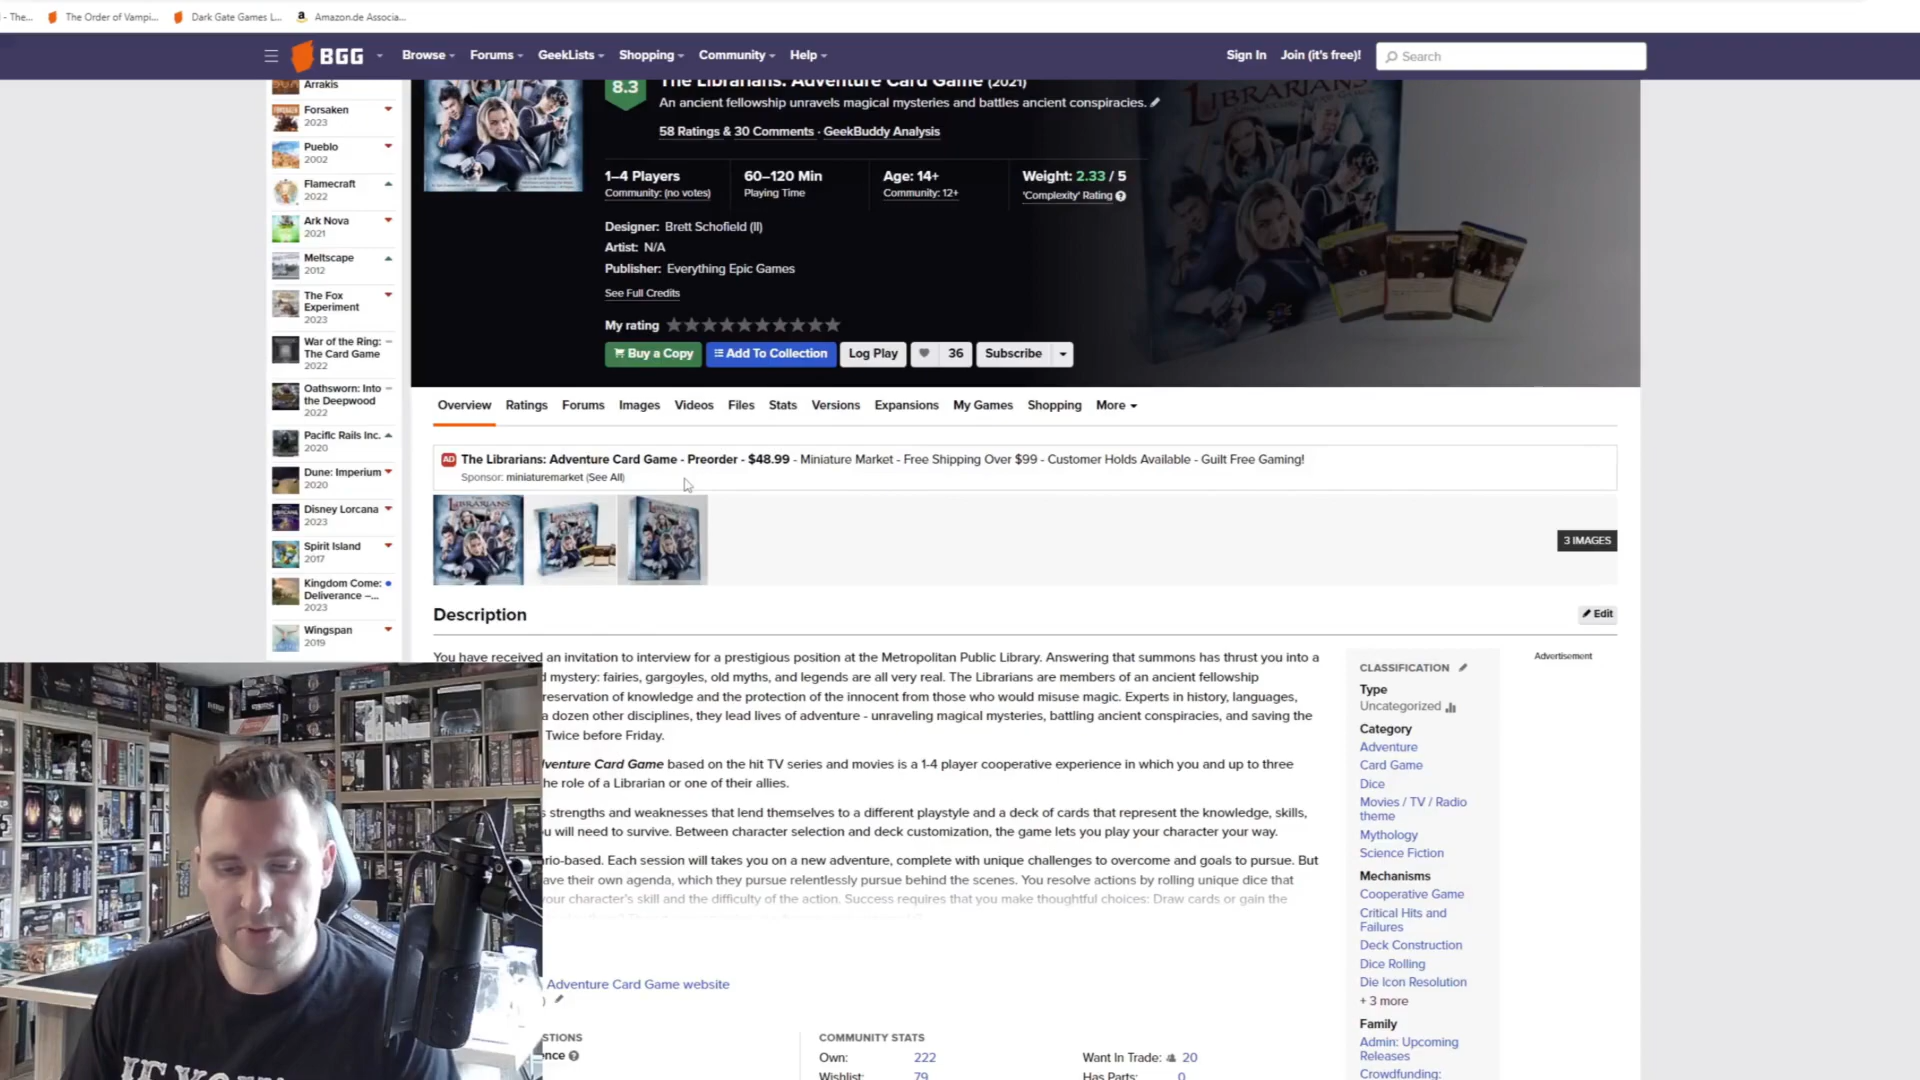 - The...
The Order of Vampi...
Dark Gate Games L...
Amazon.de Associa...
BGG
Browse
Forums
GeekLists
Shopping
Community
Help
Sign In
Join (it's free)!
Search
Arrakis
Forsaken
2023
Pueblo
2002
Flamecraft
2022
Ark Nova
2021
Meltscape
2012
The Fox
Experiment
2023
War of the Ring:
The Card Game
2022
Oathsworn: Into
the Deepwood
2022
Pacific Rails Inc.
2020
Dune: Imperium
2020
Disney Lorcana
2023
Spirit Island
2017
Kingdom Come:
Deliverance –...
2023
Wingspan
2019
8.3
The Librarians: Adventure Card Game (2021)
An ancient fellowship unravels magical mysteries and battles ancient conspiracies.
58 Ratings & 30 Comments · GeekBuddy Analysis
1–4 Players
Community: (no votes)
60–120 Min
Playing Time
Age: 14+
Community: 12+
Weight: 2.33 / 5
'Complexity' Rating
Designer: Brett Schofield (II)
Artist: N/A
Publisher: Everything Epic Games
See Full Credits
My rating
Buy a Copy
Add To Collection
Log Play
36
Subscribe
LIBRARIANS
Overview
Ratings
Forums
Images
Videos
Files
Stats
Versions
Expansions
My Games
Shopping
More
AD The Librarians: Adventure Card Game - Preorder - $48.99 - Miniature Market - Free Shipping Over $99 - Customer Holds Available - Guilt Free Gaming!
Sponsor: miniaturemarket (See All)
3 IMAGES
Description
Edit
You have received an invitation to interview for a prestigious position at the Metropolitan Public Library. Answering that summons has thrust you into a
d mystery: fairies, gargoyles, old myths, and legends are all very real. The Librarians are members of an ancient fellowship
reservation of knowledge and the protection of the innocent from those who would misuse magic. Experts in history, languages,
a dozen other disciplines, they lead lives of adventure - unraveling magical mysteries, battling ancient conspiracies, and saving the
Twice before Friday.
dventure Card Game based on the hit TV series and movies is a 1-4 player cooperative experience in which you and up to three
he role of a Librarian or one of their allies.
s strengths and weaknesses that lend themselves to a different playstyle and a deck of cards that represent the knowledge, skills,
u will need to survive. Between character selection and deck customization, the game lets you play your character your way.
rio-based. Each session will takes you on a new adventure, complete with unique challenges to overcome and goals to pursue. But
ave their own agenda, which they pursue relentlessly pursue behind the scenes. You resolve actions by rolling unique dice that
our character's skill and the difficulty of the action. Success requires that you make thoughtful choices: Draw cards or gain the
Adventure Card Game website
STIONS
nce
COMMUNITY STATS
Own:
222
Wishlist:
79
Want In Trade:
20
Has Parts:
0
CLASSIFICATION
Type
Uncategorized
Category
Adventure
Card Game
Dice
Movies / TV / Radio
theme
Mythology
Science Fiction
Mechanisms
Cooperative Game
Critical Hits and
Failures
Deck Construction
Dice Rolling
Die Icon Resolution
+ 3 more
Family
Admin: Upcoming
Releases
Crowdfunding:
Advertisement